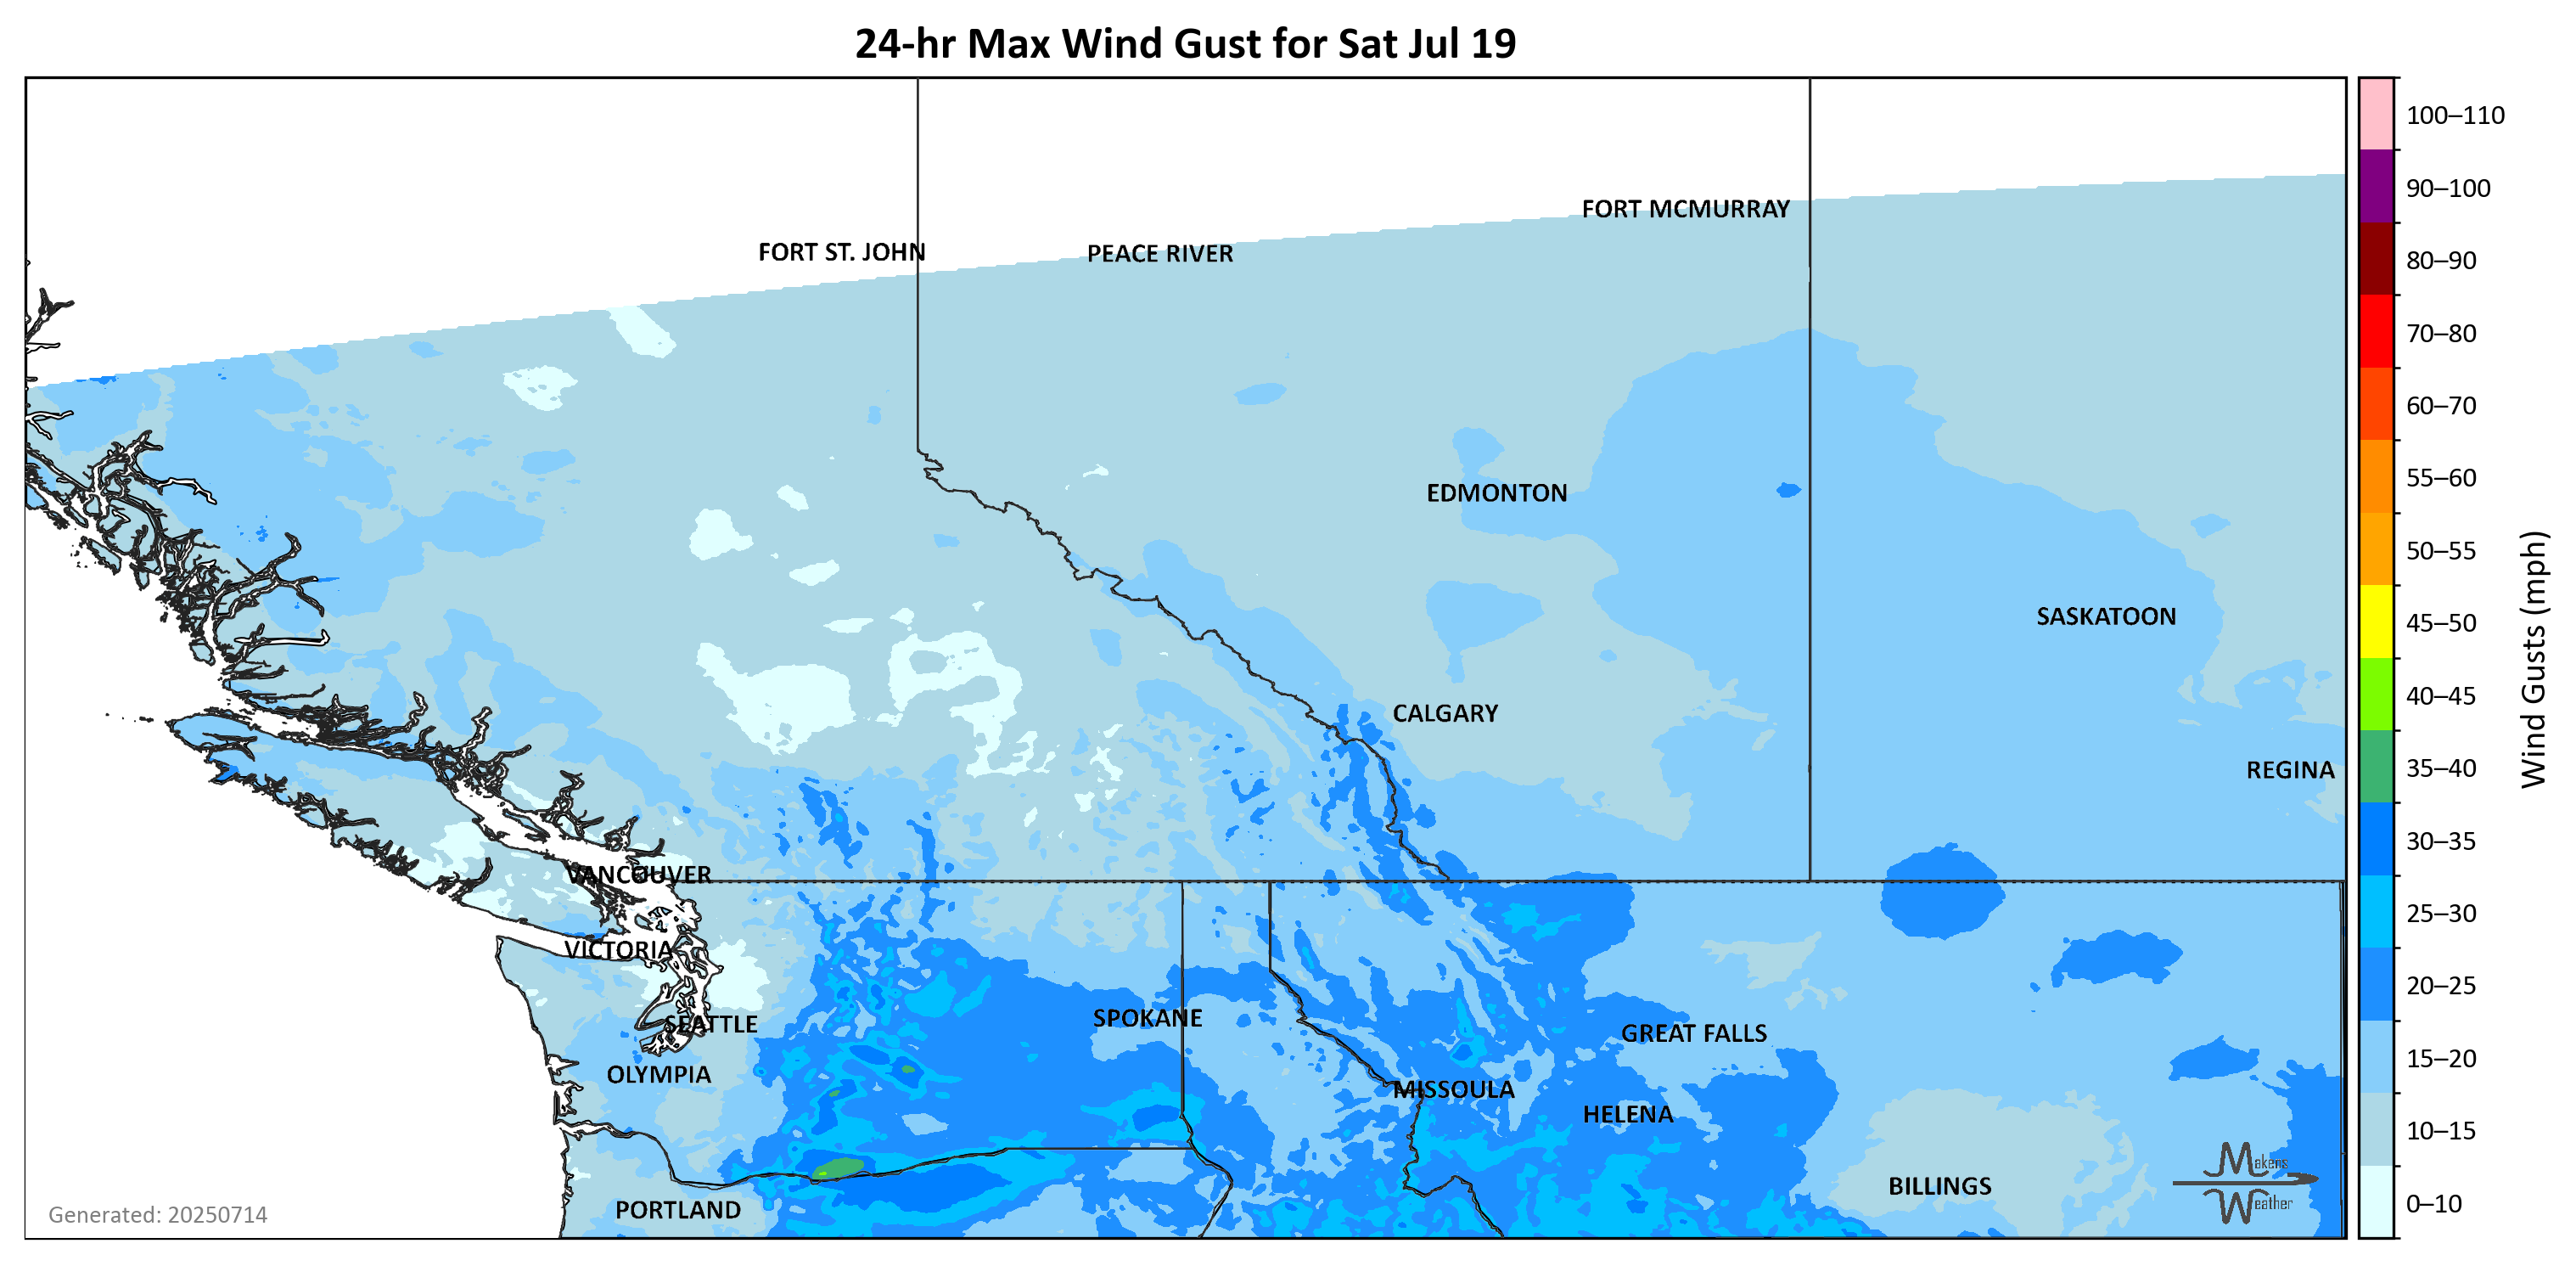 24-hr Max Wind Gust for Sat Jul 19
FORT MCMURRAY
FORT ST. JOHN
PEACE RIVER
EDMONTON
SASKATOON
CALGARY
REGINA
VANCOUVER
VICTORIA
SPOKANE
SEATTLE
GREAT FALLS
OLYMPIA
MISSOULA
HELENA
BILLINGS
PORTLAND
Makens
Weather
Generated: 20250714
100–110
90–100
80–90
70–80
60–70
55–60
50–55
45–50
40–45
35–40
30–35
25–30
20–25
15–20
10–15
0–10
Wind Gusts (mph)